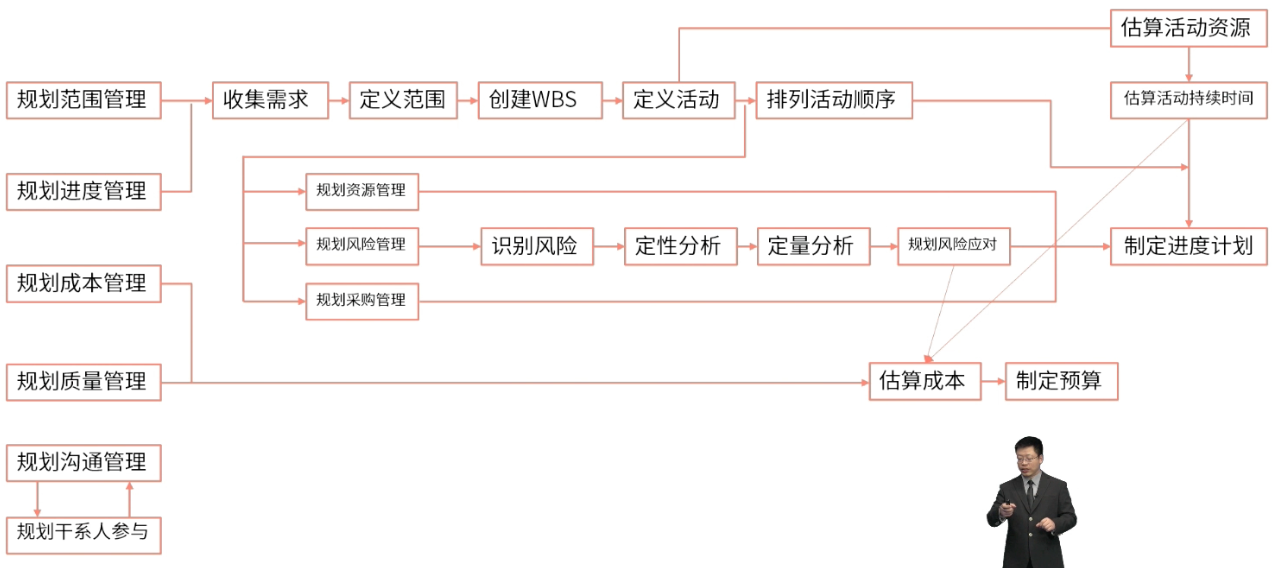 估算活动资源
规划范围管理
收集需求
定义范围
创建WBS
定义活动
排列活动顺序
估算活动持续时间
规划进度管理
规划资源管理
规划风险管理
识别风险
定性分析
定量分析
规划风险应对
制定进度计划
规划成本管理
规划采购管理
规划质量管理
估算成本
制定预算
规划沟通管理
规划干系人参与